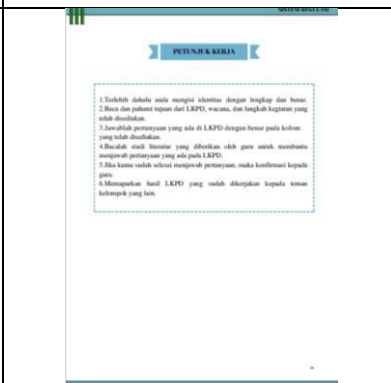 SISTEM REGULASI
PETUNJUK KERJA
1.Terlebih dahulu anda mengisi identitas dengan lengkap dan benar.
2.Baca dan pahami tujuan dari LKPD, wacana, dan langkah kegiatan yang
telah disediakan.
3.Jawablah pertanyaan yang ada di LKPD dengan benar pada kolom
yang telah disediakan.
4.Bacalah studi literatur yang diberikan oleh guru untuk membantu
menjawab pertanyaan yang ada pada LKPD.
5.Jika kamu sudah selesai menjawab pertanyaan, maka konfirmasi kepada
guru.
6.Memaparkan hasil LKPD yang sudah dikerjakan kepada teman
kelompok yang lain.